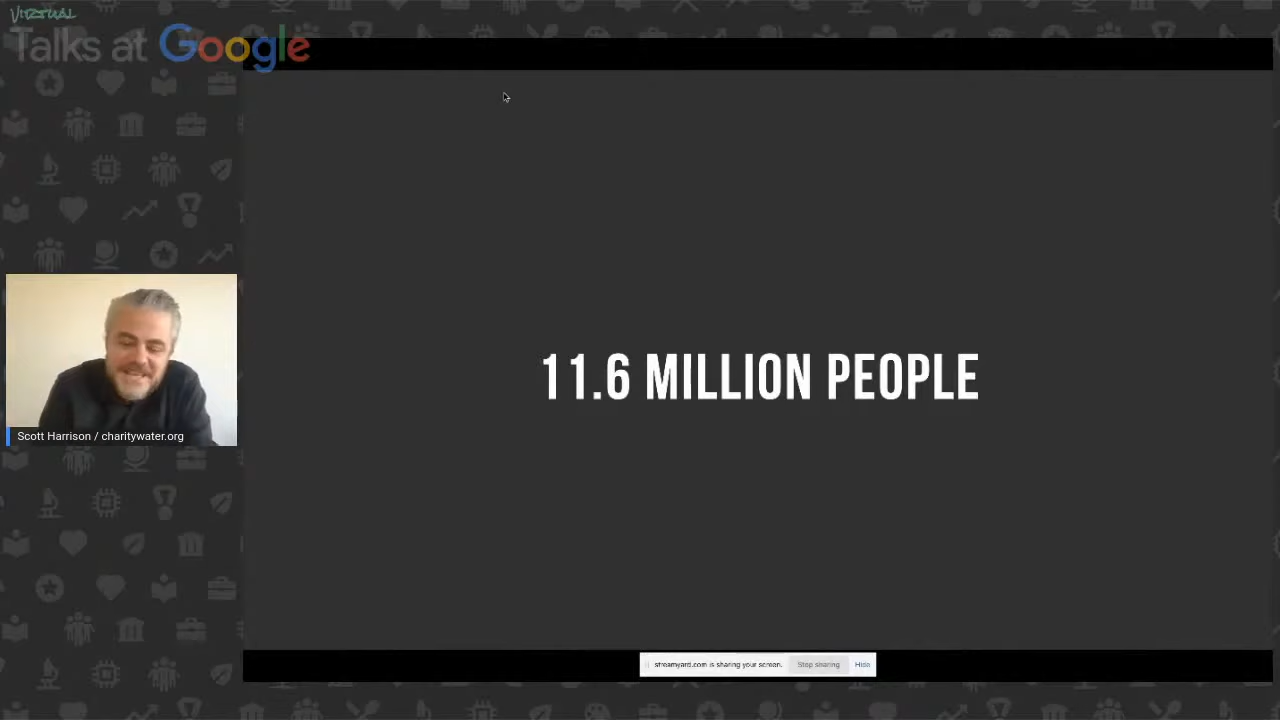 VIRTUAL
Talks at Google
11.6 MILLION PEOPLE
Scott Harrison / charitywater.org
streamyard.com is sharing your screen.
Stop sharing
Hide